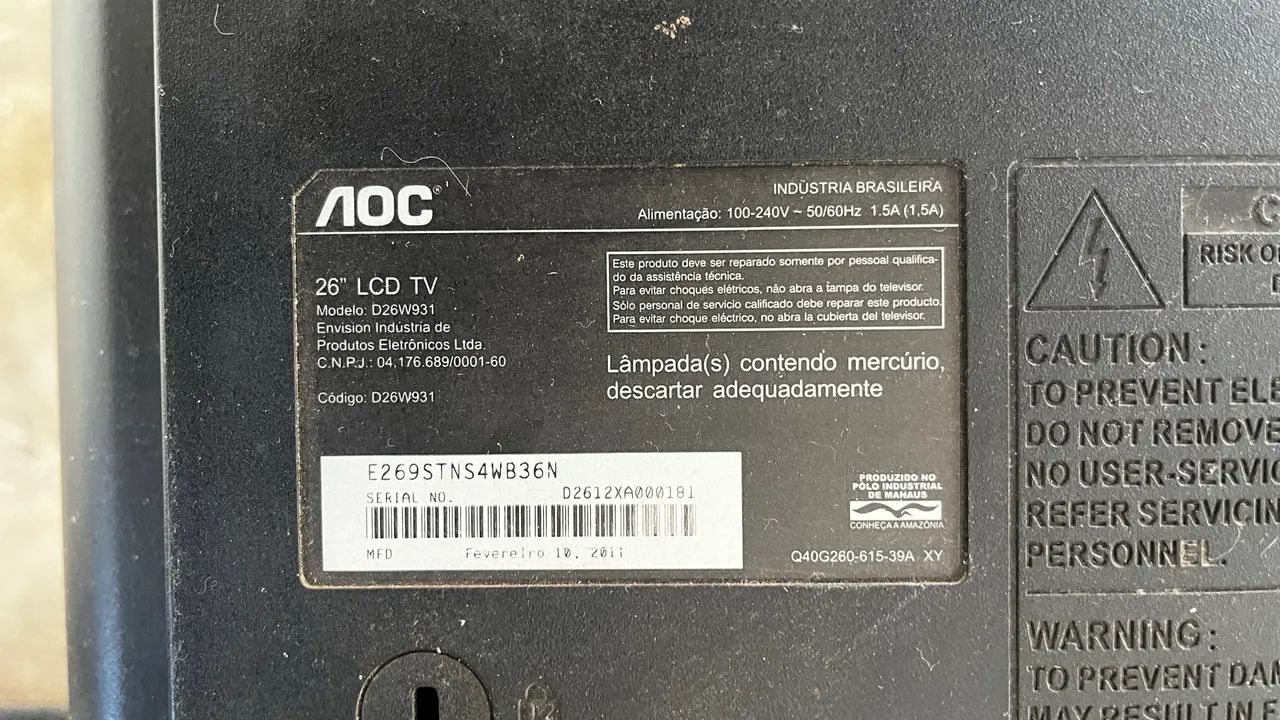 AOC®
INDÚSTRIA BRASILEIRA
Alimentação: 100-240V ~ 50/60Hz 1.5A (1,5A)
26" LCD TV
Modelo: D26W931
Envision Indústria de
Produtos Eletrônicos Ltda.
C.N.P.J.: 04.176.689/0001-60
Código: D26W931
Este produto deve ser reparado somente por pessoal qualifica-
do da assistência técnica.
Para evitar choques elétricos, não abra a tampa do televisor.
Sólo personal de servicio calificado debe reparar este producto.
Para evitar choque eléctrico, no abra la cubierta del televisor.
Lâmpada(s) contendo mercúrio,
descartar adequadamente
E269STNS4WB36N
SERIAL NO. D2612XA000181
MFD Fevereiro 10, 2011
PRODUZIDO NO
PÓLO INDUSTRIAL
DE MANAUS
CONHEÇA A AMAZÔNIA
Q40G260-615-39A XY
RISK
CAUTION:
TO PREVENT
DO NOT REMOVE
NO
REFER
PERSONNEL.
WARNING:
TO PREVENT
MAY RESULT IN